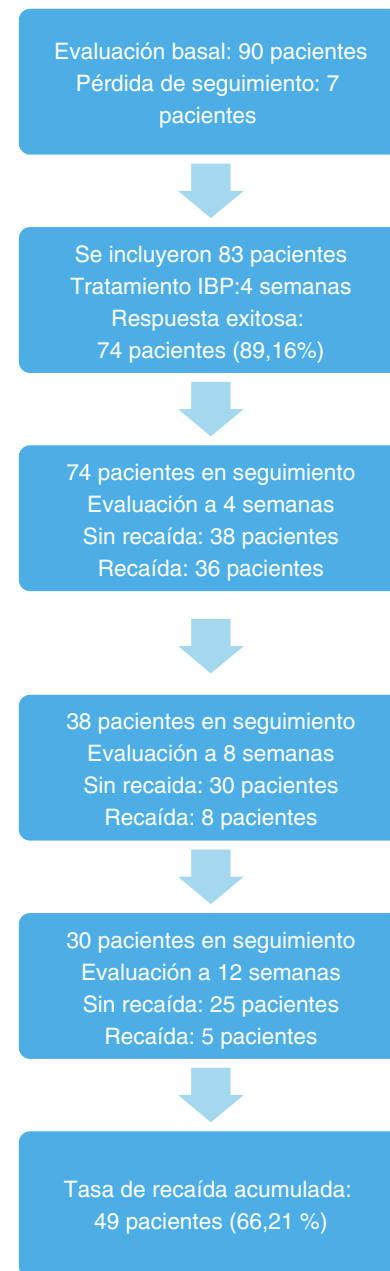 Evaluación basal: 90 pacientes
Pérdida de seguimiento: 7
pacientes
Se incluyeron 83 pacientes
Tratamiento IBP:4 semanas
Respuesta exitosa:
74 pacientes (89,16%)
74 pacientes en seguimiento
Evaluación a 4 semanas
Sin recaída: 38 pacientes
Recaída: 36 pacientes
38 pacientes en seguimiento
Evaluación a 8 semanas
Sin recaida: 30 pacientes
Recaída: 8 pacientes
30 pacientes en seguimiento
Evaluación a 12 semanas
Sin recaída: 25 pacientes
Recaída: 5 pacientes
Tasa de recaída acumulada:
49 pacientes (66,21 %)